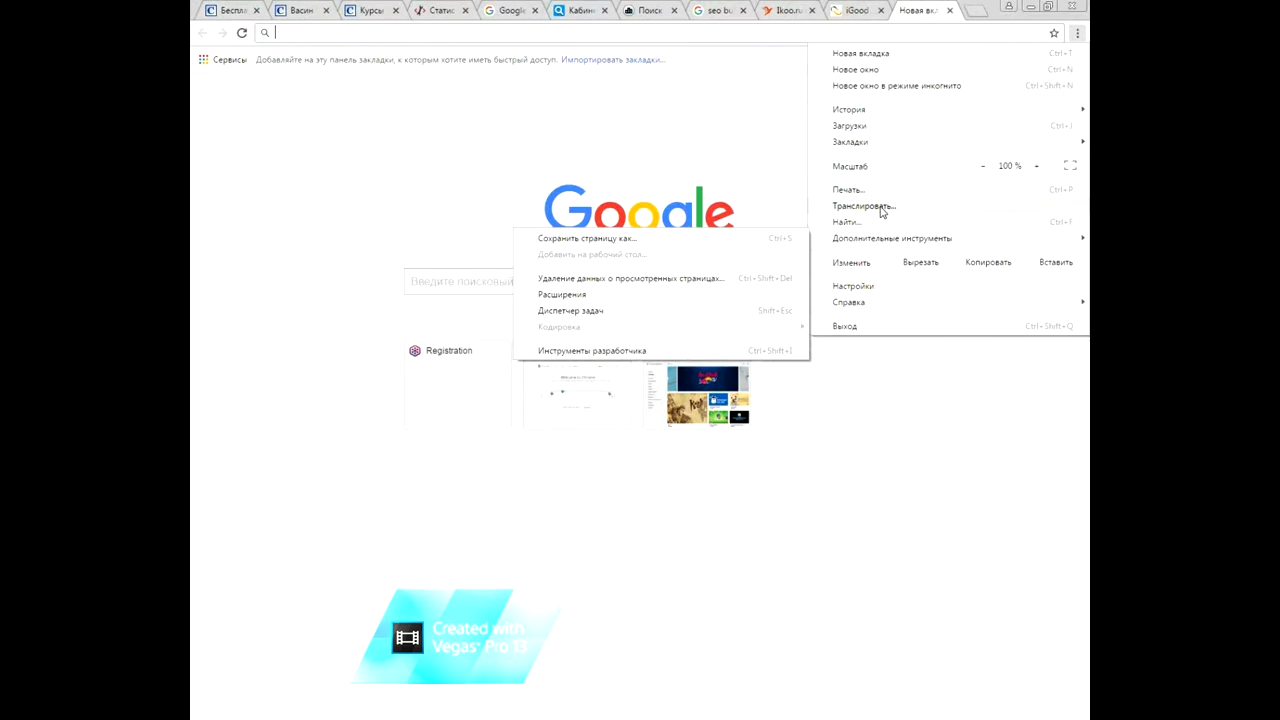 Беспла
Васин
Курсы
Статис
Google
Кабин
Поиск
seo bu
Ikoo.ru
iGood
Новая вкл
Сервисы Добавляйте на эту панель закладки, к которым хотите иметь быстрый доступ. Импортировать закладки...
Новая вкладка Ctrl+T
Новое окно Ctrl+N
Новое окно в режиме инкогнито Ctrl+Shift+N
История
Загрузки Ctrl+J
Закладки
Масштаб − 100 % +
Печать... Ctrl+P
Транслировать...
Найти... Ctrl+F
Дополнительные инструменты
Изменить Вырезать Копировать Вставить
Настройки
Справка
Выход Ctrl+Shift+Q
Google
Сохранить страницу как... Ctrl+S
Добавить на рабочий стол...
Удаление данных о просмотренных страницах... Ctrl+Shift+Del
Расширения
Диспетчер задач Shift+Esc
Кодировка
Инструменты разработчика Ctrl+Shift+I
Введите поисковый
Registration
Created with
Vegas Pro 13